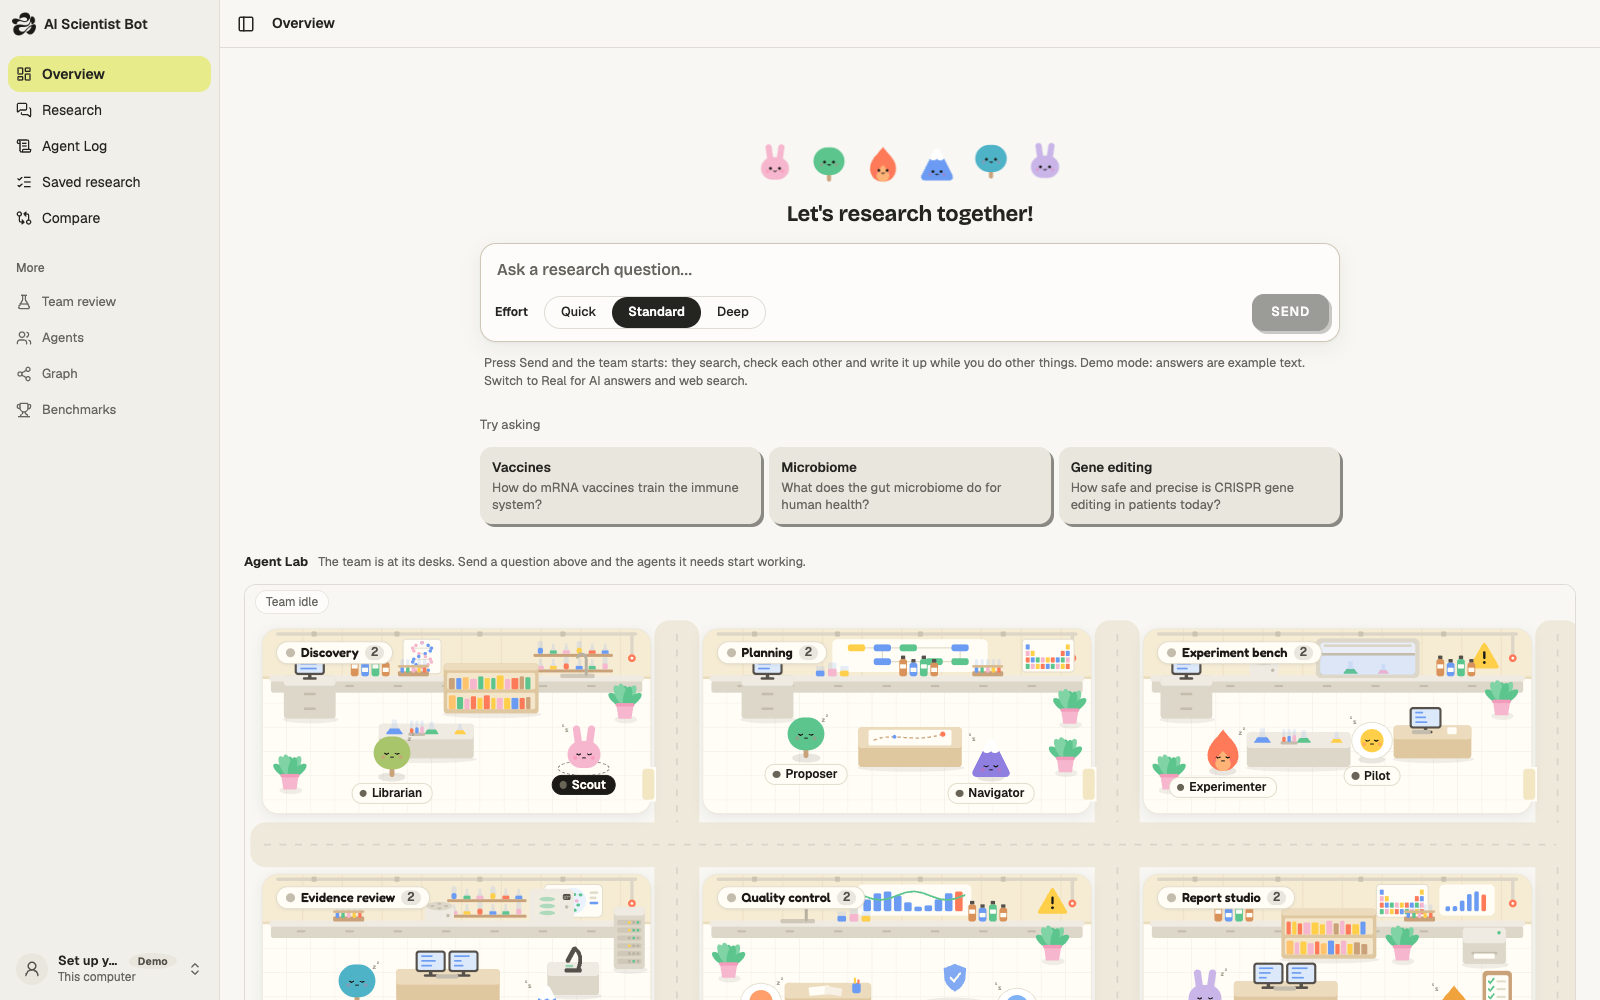 AI Scientist Bot
Overview
Research
Agent Log
Saved research
Compare
More
Team review
Agents
Graph
Benchmarks
Set up y...
Demo
This computer
Overview
Let's research together!
Ask a research question...
Effort
Quick
Standard
Deep
SEND
Press Send and the team starts: they search, check each other and write it up while you do other things. Demo mode: answers are example text.
Switch to Real for AI answers and web search.
Try asking
Vaccines
How do mRNA vaccines train the immune
system?
Microbiome
What does the gut microbiome do for
human health?
Gene editing
How safe and precise is CRISPR gene
editing in patients today?
Agent Lab The team is at its desks. Send a question above and the agents it needs start working.
Team idle
Discovery 2
Librarian
Scout
Planning 2
Proposer
Navigator
Experiment bench 2
Experimenter
Pilot
Evidence review 2
Quality control 2
Report studio 2